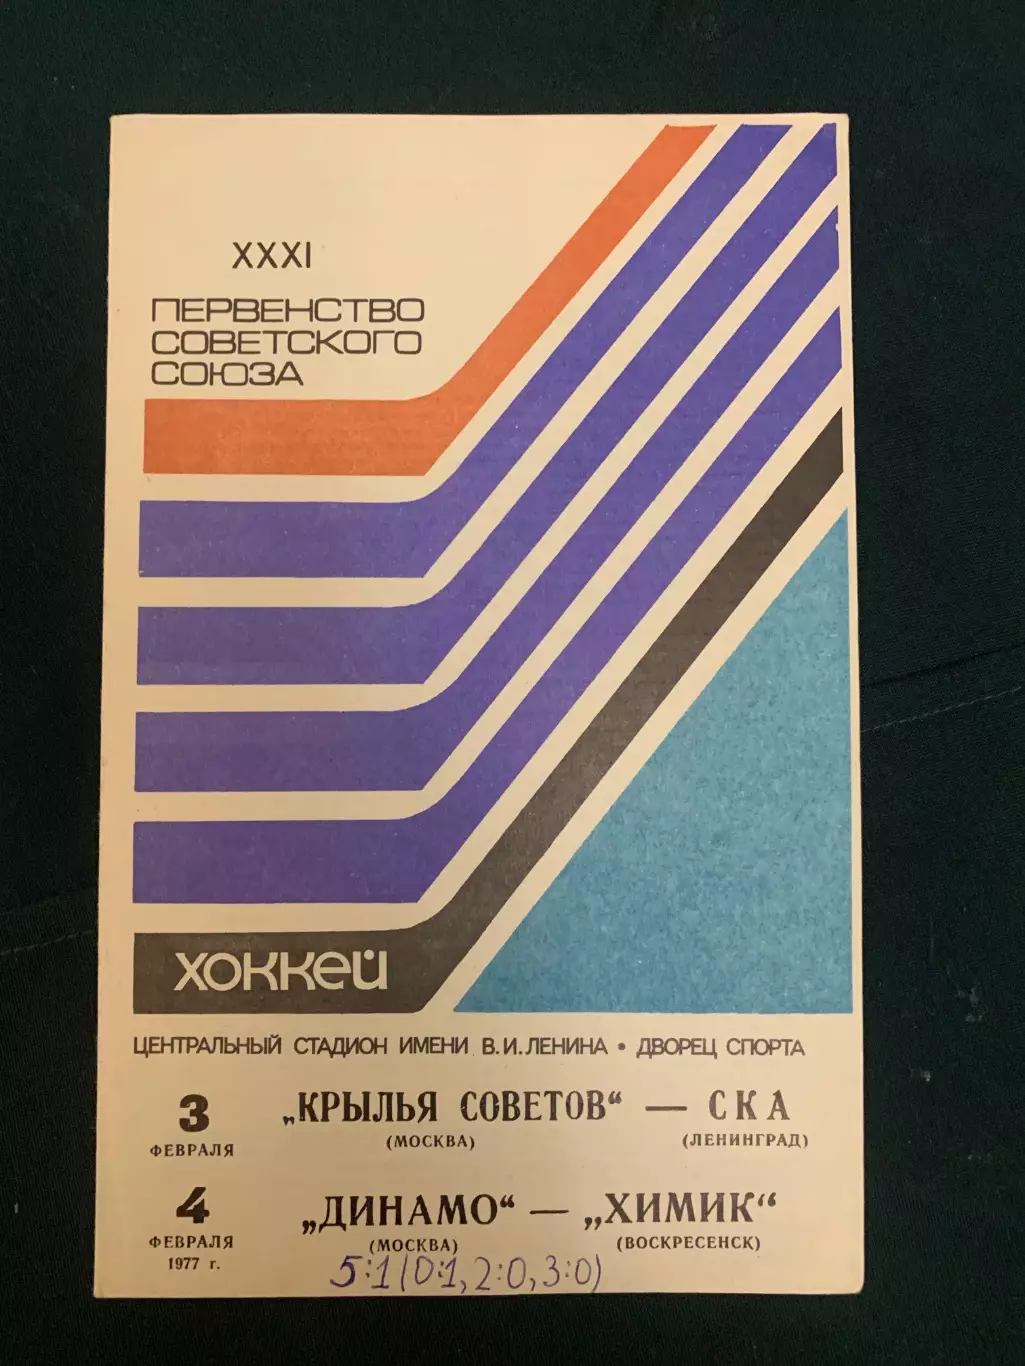 XXXI
ПЕРВЕНСТВО
СОВЕТСКОГО
СОЮЗА
ХОККЕЙ
ЦЕНТРАЛЬНЫЙ СТАДИОН ИМЕНИ В.И.ЛЕНИНА • ДВОРЕЦ СПОРТА
3 „КРЫЛЬЯ СОВЕТОВ“ — СКА
ФЕВРАЛЯ (МОСКВА) (ЛЕНИНГРАД)
4 „ДИНАМО“ — „ХИМИК“
ФЕВРАЛЯ (МОСКВА) (ВОСКРЕСЕНСК)
1977 г. 5:1 (0:1, 2:0, 3:0)